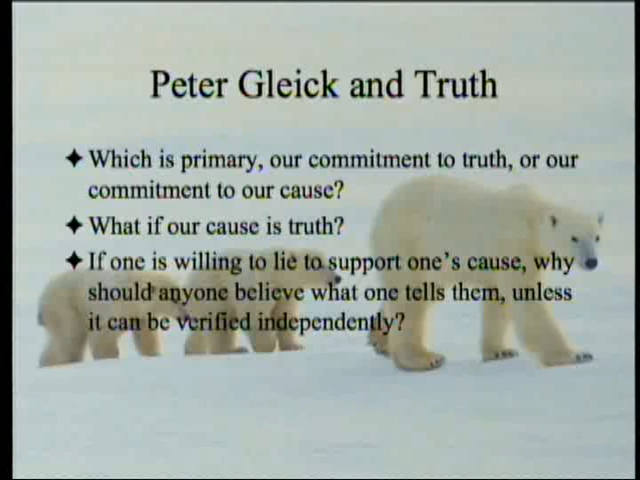 Peter Gleick and Truth
Which is primary, our commitment to truth, or our
commitment to our cause?
What if our cause is truth?
If one is willing to lie to support one's cause, why
should anyone believe what one tells them, unless
it can be verified independently?